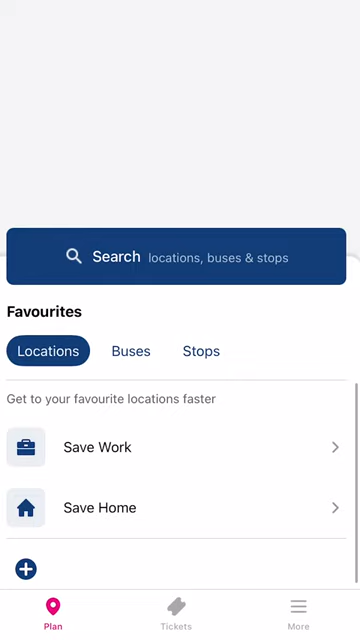 Search locations, buses & stops
Favourites
Locations Buses Stops
Get to your favourite locations faster
Save Work
Save Home
Plan Tickets More